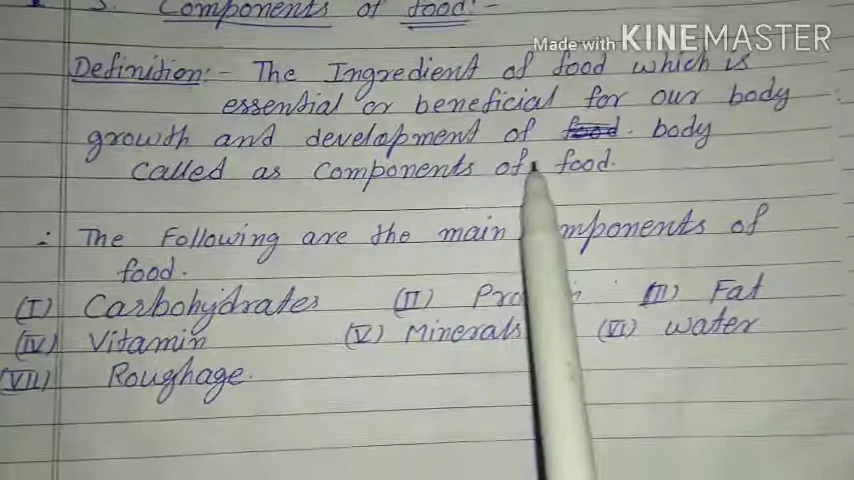 Components of food:-
Made with KINEMASTER
Definition:- The Ingredient of food which is
essential or beneficial for our body
growth and development of food. body
called as components of food.
∴ The Following are the main components of
food.
(I) Carbohydrates (II) (III) Fat
(IV) Vitamin (V) Minerals (VI) water
(VII) Roughage.